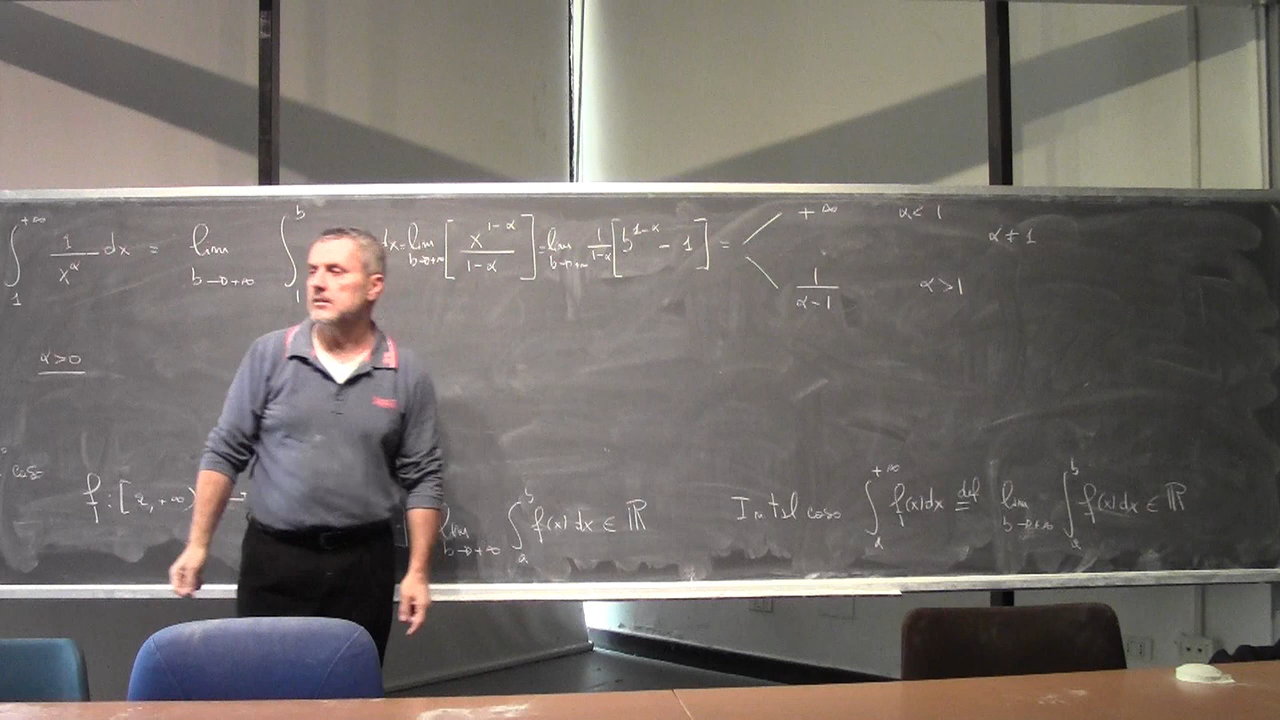 ∫₁^{+∞} 1/x^α dx = lim_{b→+∞} ∫₁^b dx = lim_{b→+∞} [x^{1-α}/(1-α)] = lim_{b→+∞} 1/(1-α) [b^{1-α} - 1] = +∞ α<1 α≠1
1/(α-1) α>1
α>0
caso
f: [a, +∞) → lim_{b→+∞} ∫_a^b f(x) dx ∈ ℝ In tal caso ∫_a^{+∞} f(x)dx def= lim_{b→+∞} ∫_a^b f(x)dx ∈ ℝ